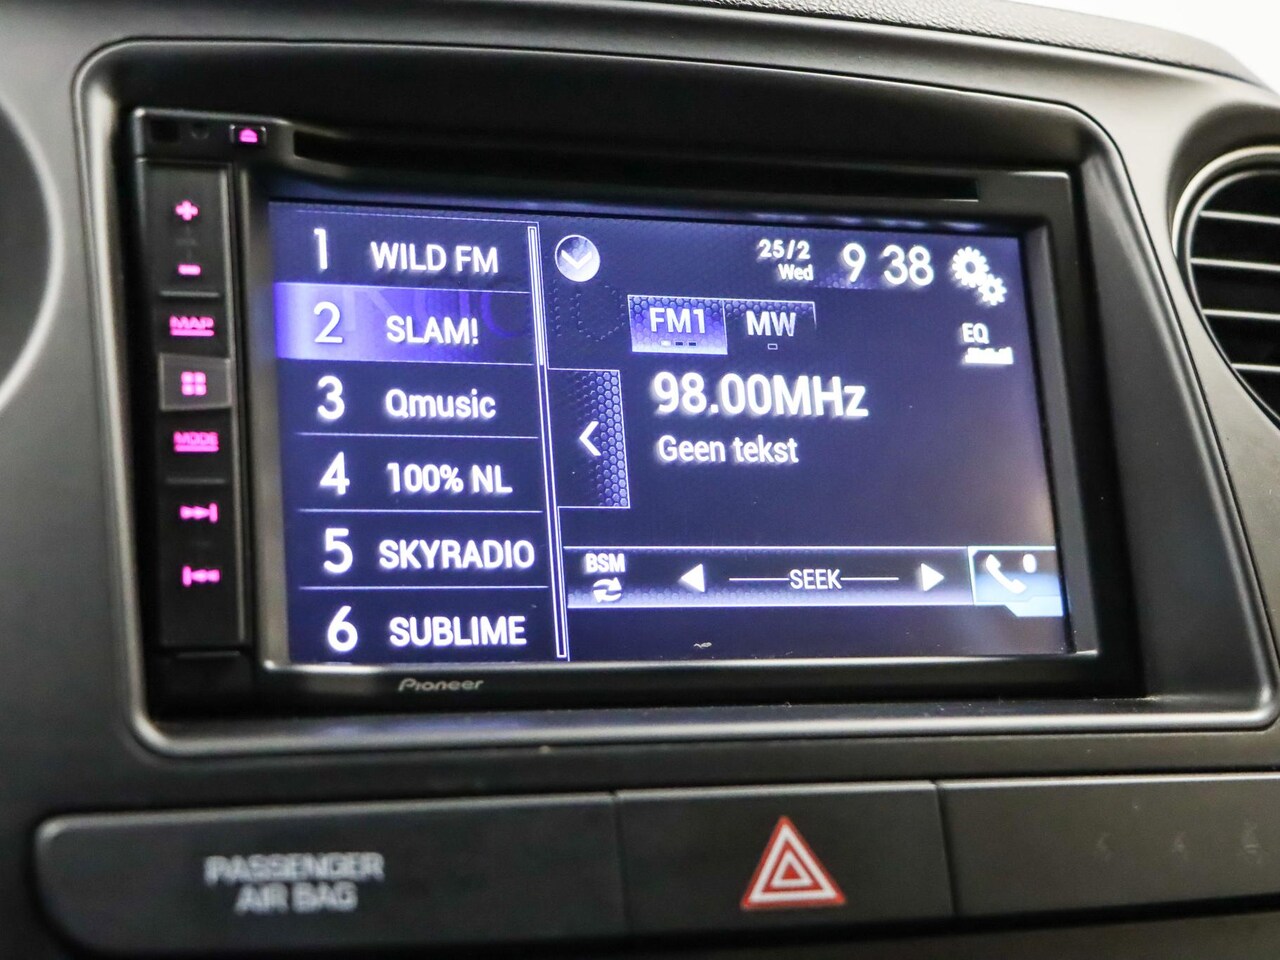 MAP
MODE
1 WILD FM
2 SLAM!
3 Qmusic
4 100% NL
5 SKYRADIO
6 SUBLIME
25/2
Wed
9 38
FM1
MW
EQ
98.00MHz
Geen tekst
BSM
SEEK
Pioneer
PASSENGER
AIR BAG